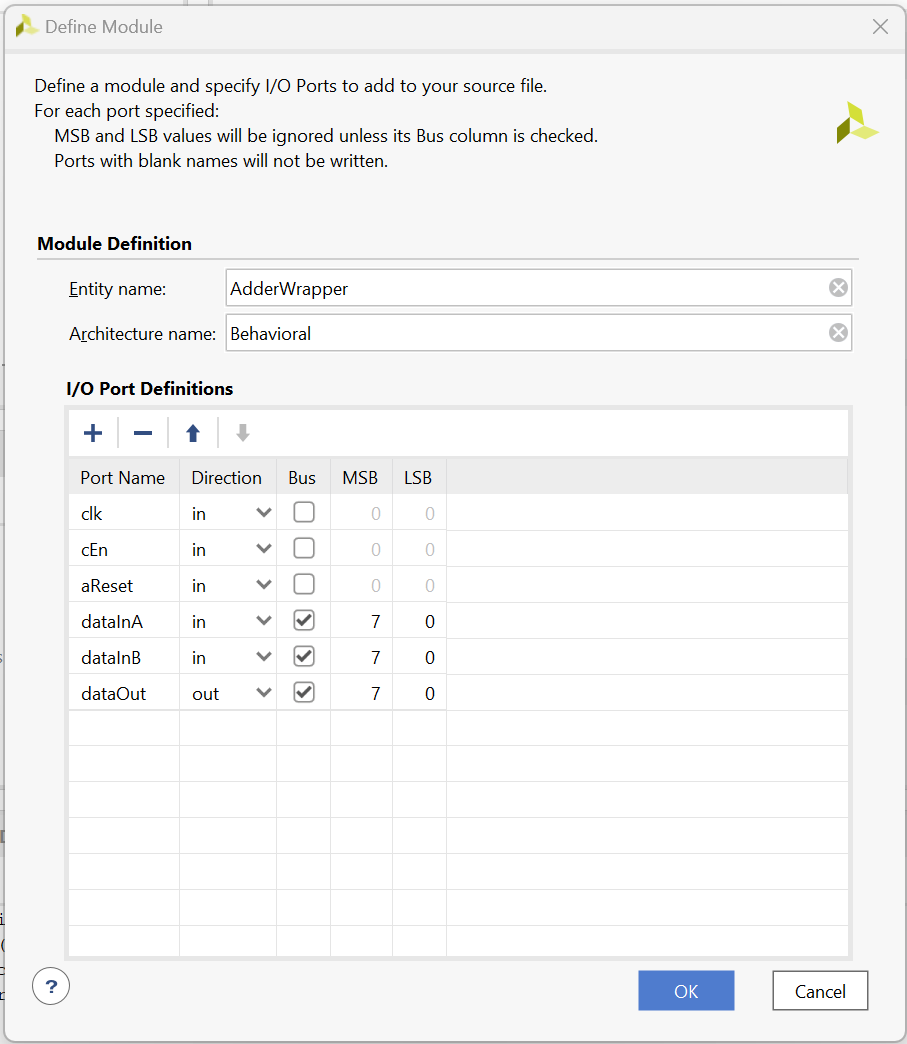 Define Module
Define a module and specify I/O Ports to add to your source file.
For each port specified:
MSB and LSB values will be ignored unless its Bus column is checked.
Ports with blank names will not be written.
Module Definition
Entity name: AdderWrapper
Architecture name: Behavioral
I/O Port Definitions
Port Name Direction Bus MSB LSB
clk in 0 0
cEn in 0 0
aReset in 0 0
dataInA in 7 0
dataInB in 7 0
dataOut out 7 0
? OK Cancel